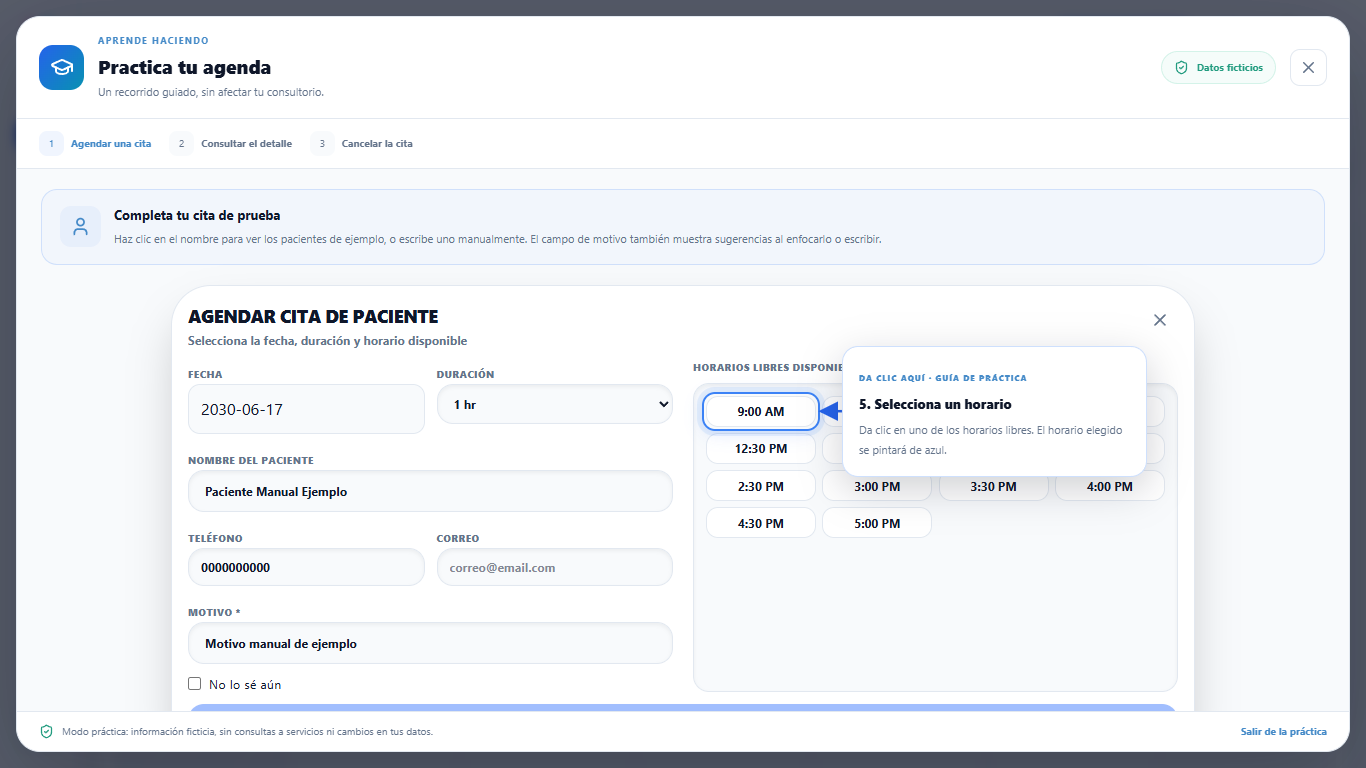 APRENDE HACIENDO
Practica tu agenda
Un recorrido guiado, sin afectar tu consultorio.
Datos ficticios
1 Agendar una cita 2 Consultar el detalle 3 Cancelar la cita
Completa tu cita de prueba
Haz clic en el nombre para ver los pacientes de ejemplo, o escribe uno manualmente. El campo de motivo también muestra sugerencias al enfocarlo o escribir.
AGENDAR CITA DE PACIENTE
Selecciona la fecha, duración y horario disponible
FECHA
2030-06-17
DURACIÓN
1 hr
NOMBRE DEL PACIENTE
Paciente Manual Ejemplo
TELÉFONO
0000000000
CORREO
correo@email.com
MOTIVO *
Motivo manual de ejemplo
No lo sé aún
HORARIOS LIBRES
9:00 AM
12:30 PM
2:30 PM 3:00 PM 3:30 PM 4:00 PM
4:30 PM 5:00 PM
DA CLIC AQUÍ · GUÍA DE PRÁCTICA
5. Selecciona un horario
Da clic en uno de los horarios libres. El horario elegido
se pintará de azul.
Modo práctica: información ficticia, sin consultas a servicios ni cambios en tus datos.
Salir de la práctica